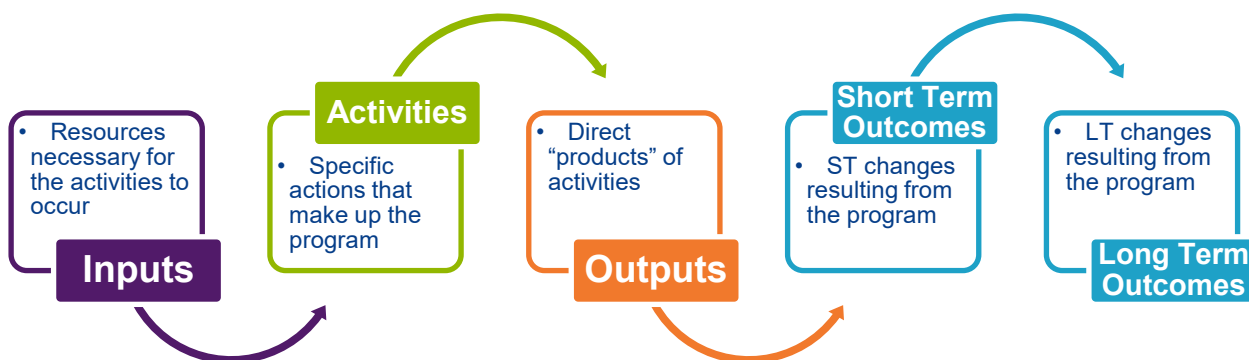 • Resources
necessary for
the activities to
occur
Inputs
Activities
• Specific
actions that
make up the
program
• Direct
“products” of
activities
Outputs
Short Term
Outcomes
• ST changes
resulting from
the program
• LT changes
resulting from
the program
Long Term
Outcomes